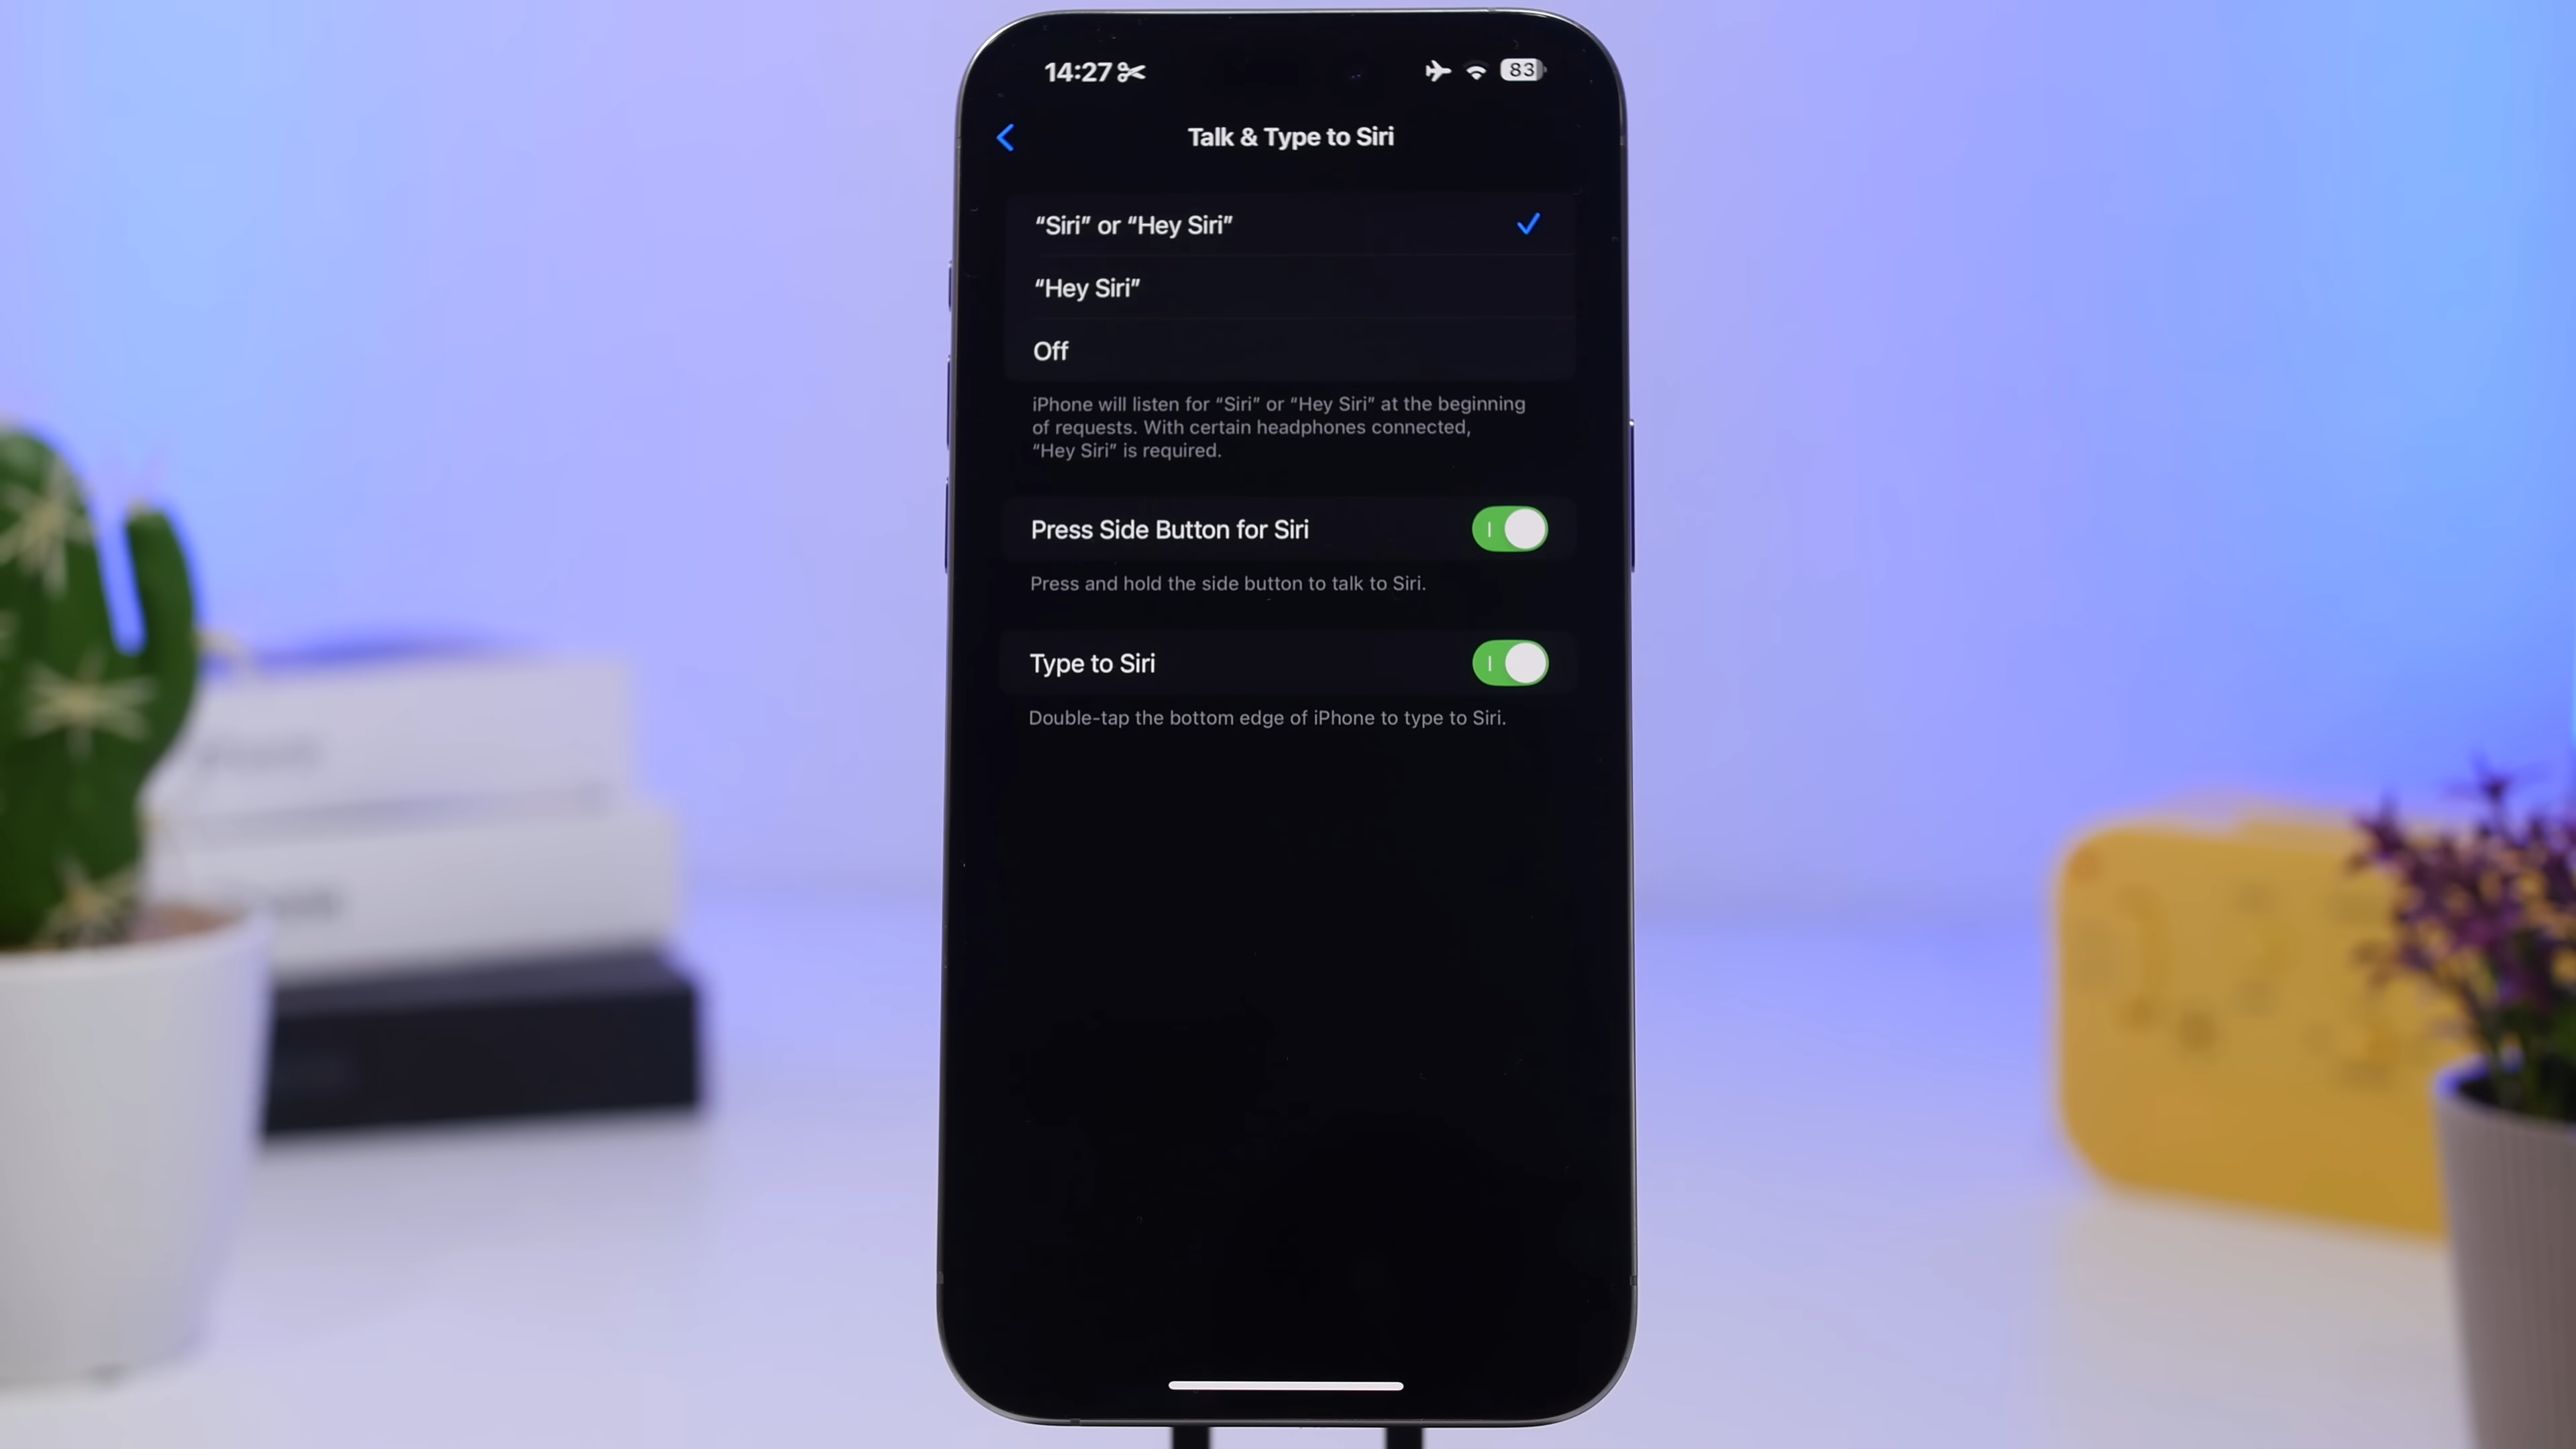 14:27
83
Talk & Type to Siri
“Siri” or “Hey Siri”
“Hey Siri”
Off
iPhone will listen for “Siri” or “Hey Siri” at the beginning
of requests. With certain headphones connected,
“Hey Siri” is required.
Press Side Button for Siri
Press and hold the side button to talk to Siri.
Type to Siri
Double-tap the bottom edge of iPhone to type to Siri.